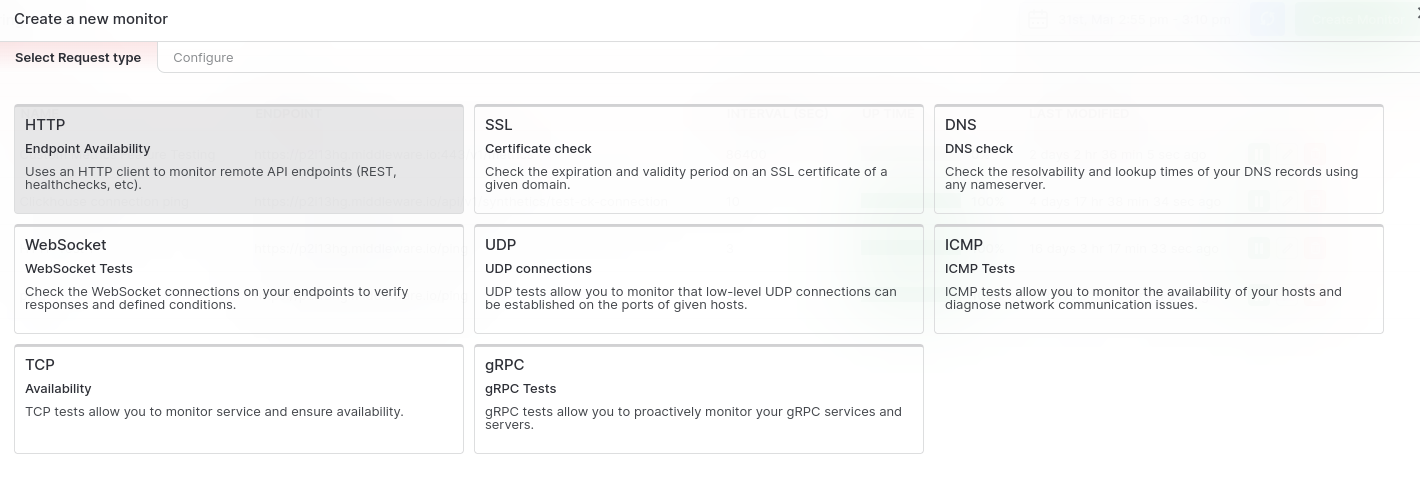 Create a new monitor
Select Request type
Configure
HTTP
Endpoint Availability
Uses an HTTP client to monitor remote API endpoints (REST,
healthchecks, etc).
SSL
Certificate check
Check the expiration and validity period on an SSL certificate of a
given domain.
DNS
DNS check
Check the resolvability and lookup times of your DNS records using
any nameserver.
WebSocket
WebSocket Tests
Check the WebSocket connections on your endpoints to verify
responses and defined conditions.
UDP
UDP connections
UDP tests allow you to monitor that low-level UDP connections can
be established on the ports of given hosts.
ICMP
ICMP Tests
ICMP tests allow you to monitor the availability of your hosts and
diagnose network communication issues.
TCP
Availability
TCP tests allow you to monitor service and ensure availability.
gRPC
gRPC Tests
gRPC tests allow you to proactively monitor your gRPC services and
servers.